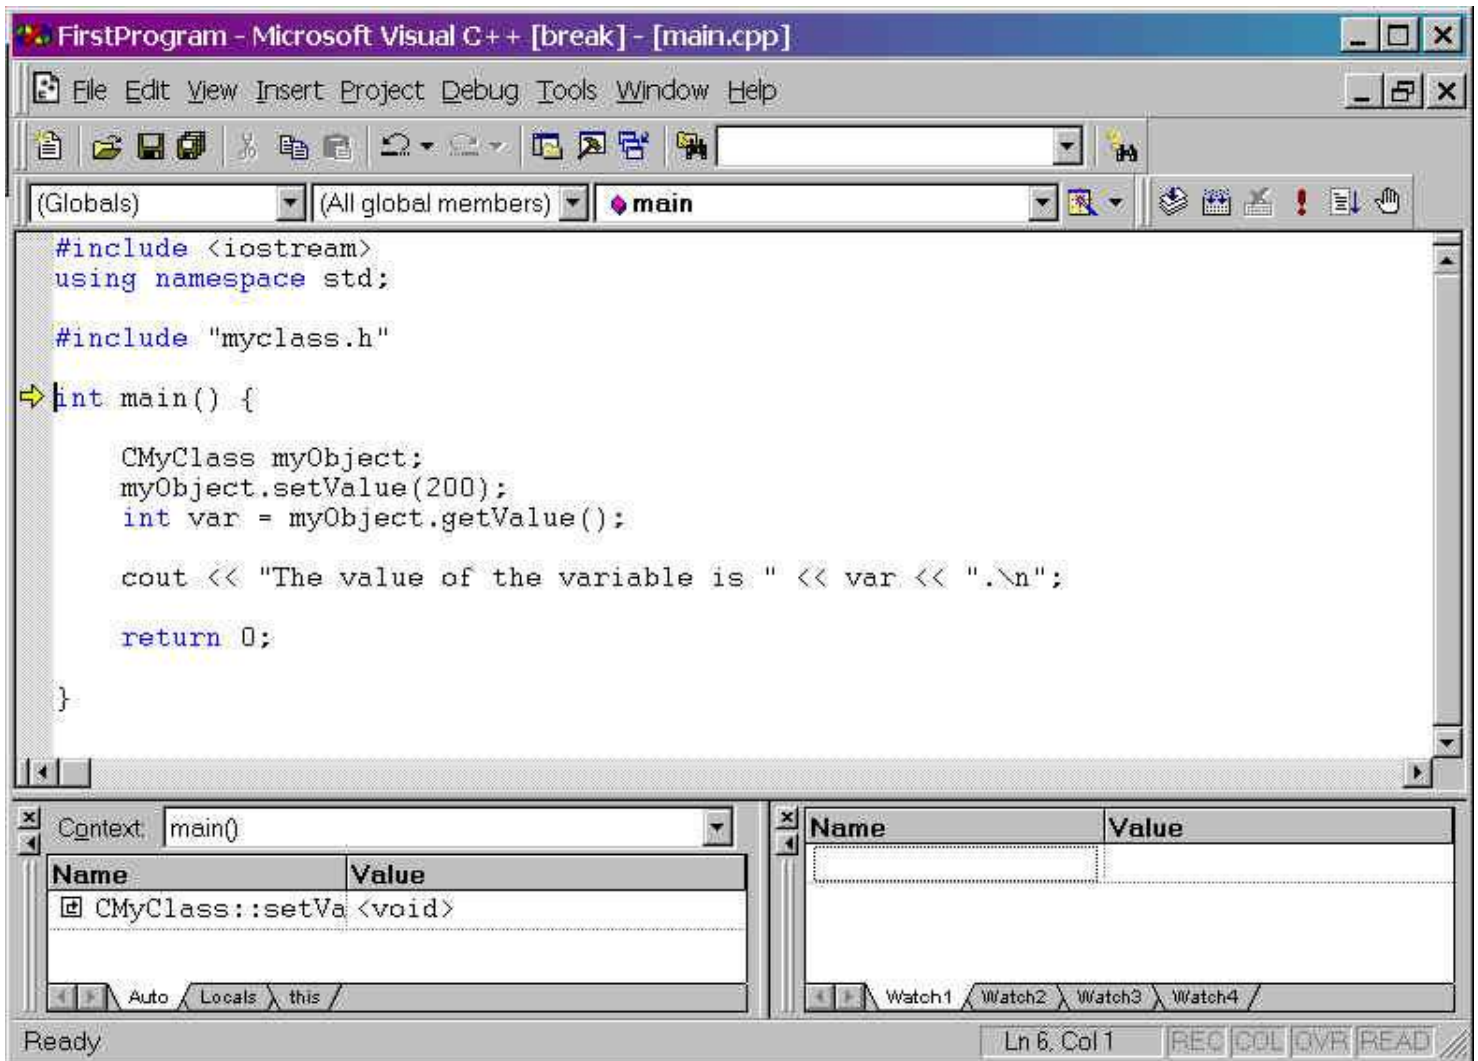 FirstProgram - Microsoft Visual C++ [break] - [main.cpp]
File Edit View Insert Project Debug Tools Window Help
(Globals) (All global members) main
#include <iostream>
using namespace std;
#include "myclass.h"
int main() {
CMyClass myObject;
myObject.setValue(200);
int var = myObject.getValue();
cout << "The value of the variable is " << var << ".\n";
return 0;
}
Context: main()
Name Value
CMyClass::setVa <void>
Auto Locals this
Name Value
Watch1 Watch2 Watch3 Watch4
Ready Ln 6, Col 1 REC COL OVR READ